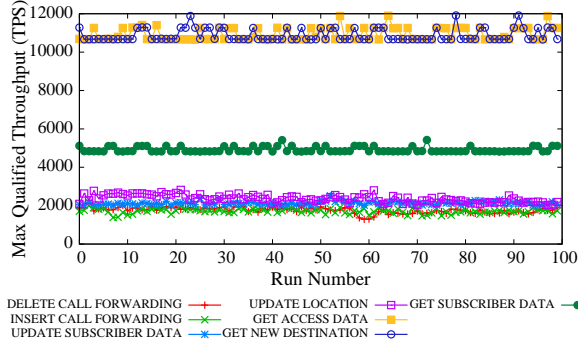 12000
10000
8000
6000
4000
2000
0
Max Qualified Throughput (TPS)
0 10 20 30 40 50 60 70 80 90 100
Run Number
DELETE CALL FORWARDING UPDATE LOCATION GET SUBSCRIBER DATA
INSERT CALL FORWARDING GET ACCESS DATA
UPDATE SUBSCRIBER DATA GET NEW DESTINATION